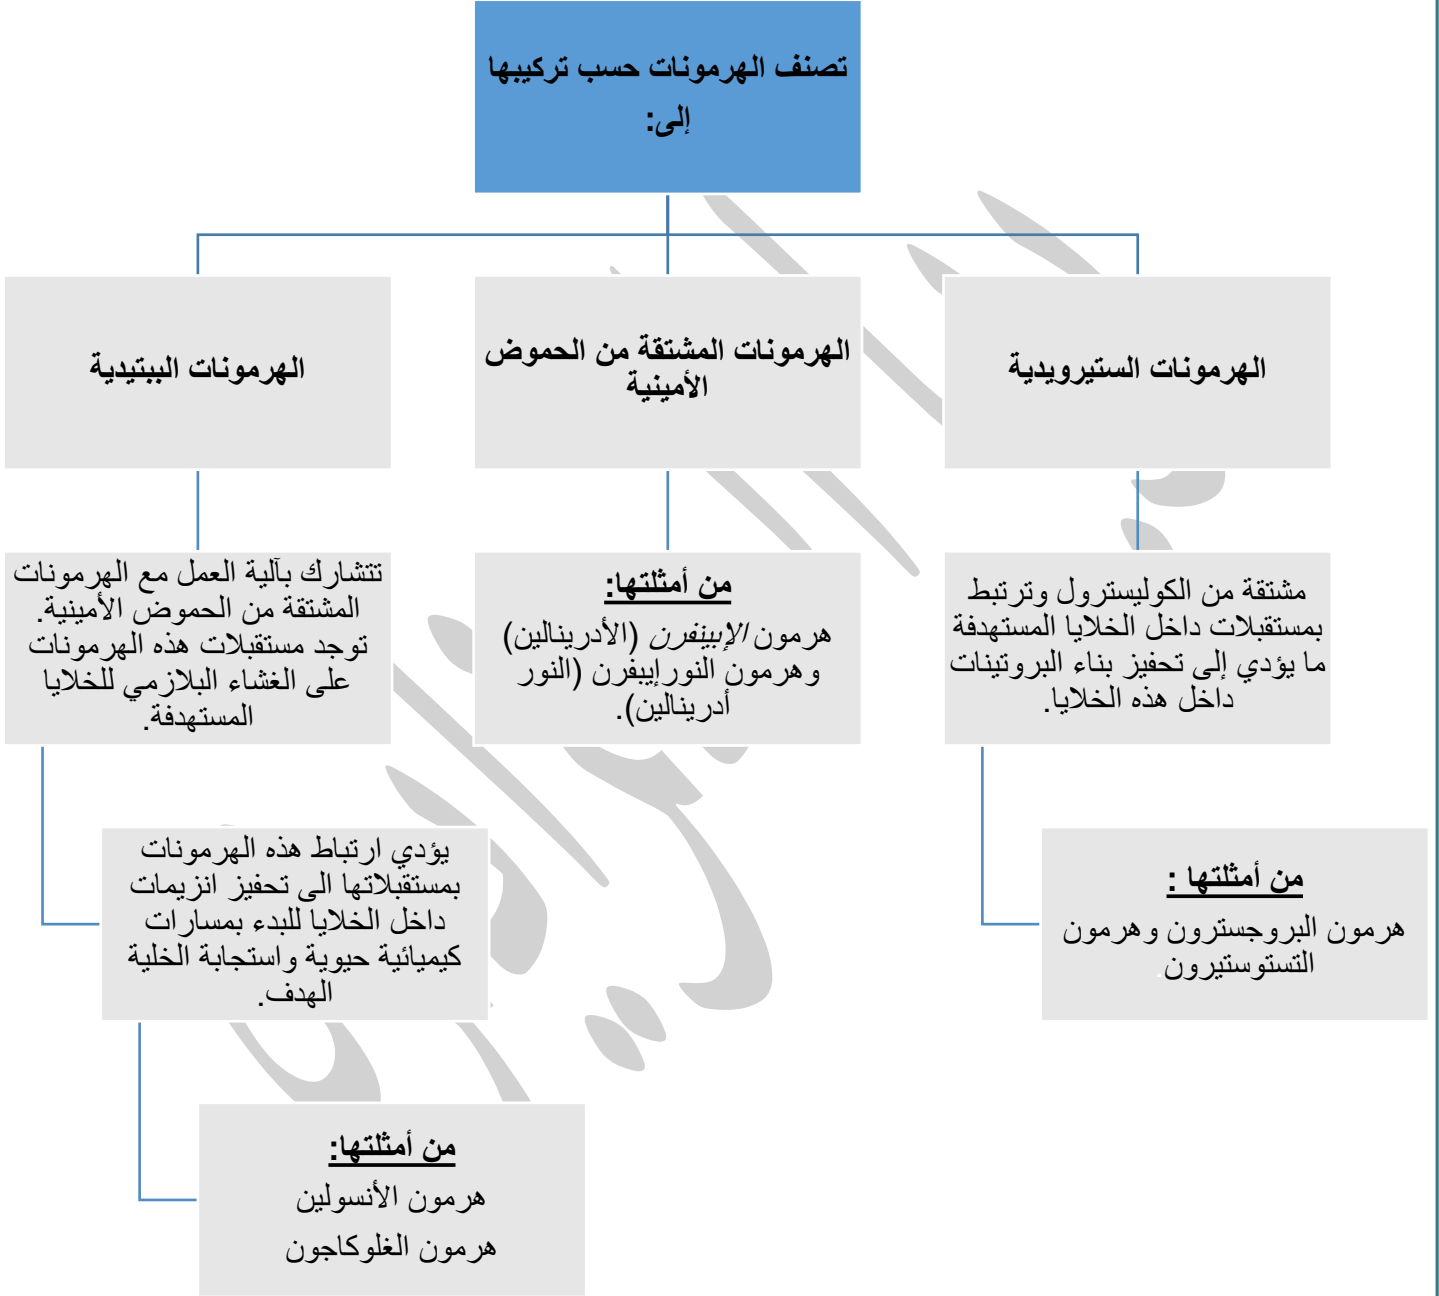 تصنف الهرمونات حسب تركيبها
إلى:
الهرمونات الستيرويدية
مشتقة من الكوليسترول وترتبط
بمستقبلات داخل الخلايا المستهدفة
ما يؤدي إلى تحفيز بناء البروتينات
داخل هذه الخلايا.
من أمثلتها :
هرمون البروجسترون وهرمون
التستوستيرون.
الهرمونات المشتقة من الحموض
الأمينية
من أمثلتها:
هرمون الإبينفرن (الأدرينالين)
وهرمون النورإيبفرن (النور
أدرينالين).
الهرمونات الببتيدية
تتشارك بآلية العمل مع الهرمونات
المشتقة من الحموض الأمينية.
توجد مستقبلات هذه الهرمونات
على الغشاء البلازمي للخلايا
المستهدفة.
يؤدي ارتباط هذه الهرمونات
بمستقبلاتها الى تحفيز انزيمات
داخل الخلايا للبدء بمسارات
كيميائية حيوية واستجابة الخلية
الهدف.
من أمثلتها:
هرمون الأنسولين
هرمون الغلوكاجون